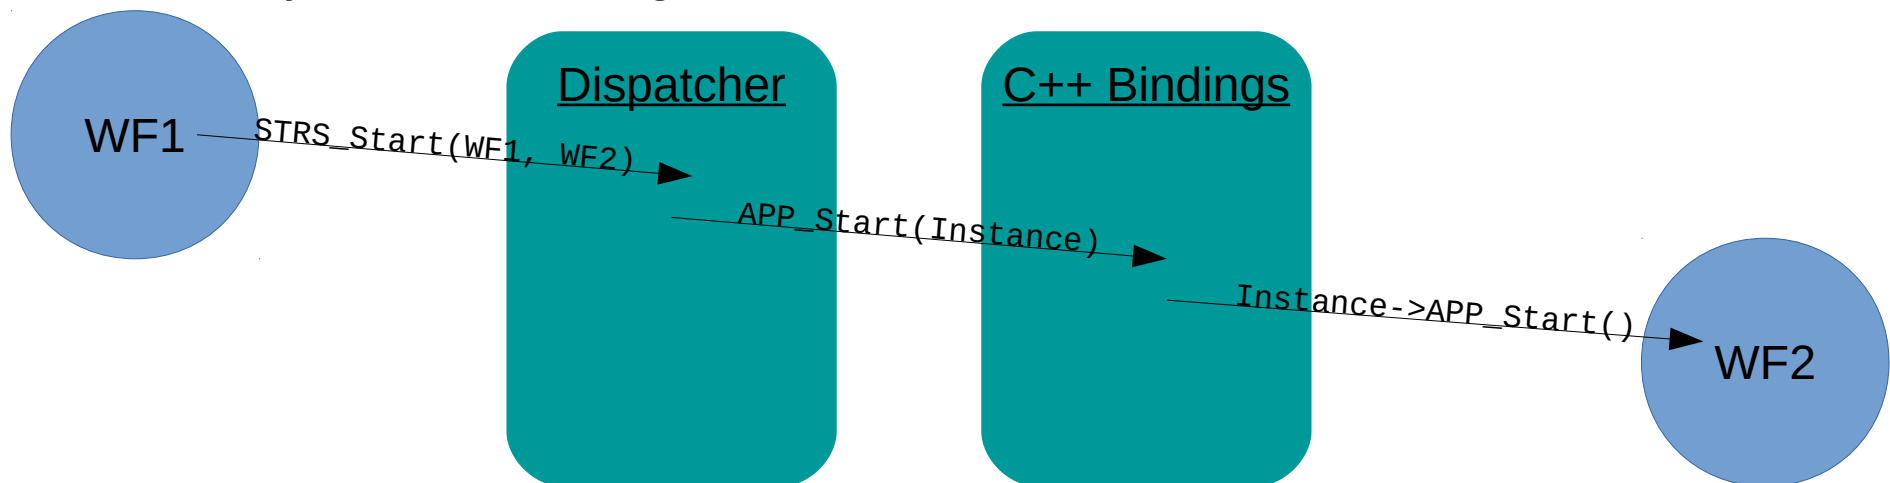 Dispatcher
C++ Bindings
WF1
STRS_Start(WF1, WF2)
APP_Start(Instance)
Instance->APP_Start()
WF2